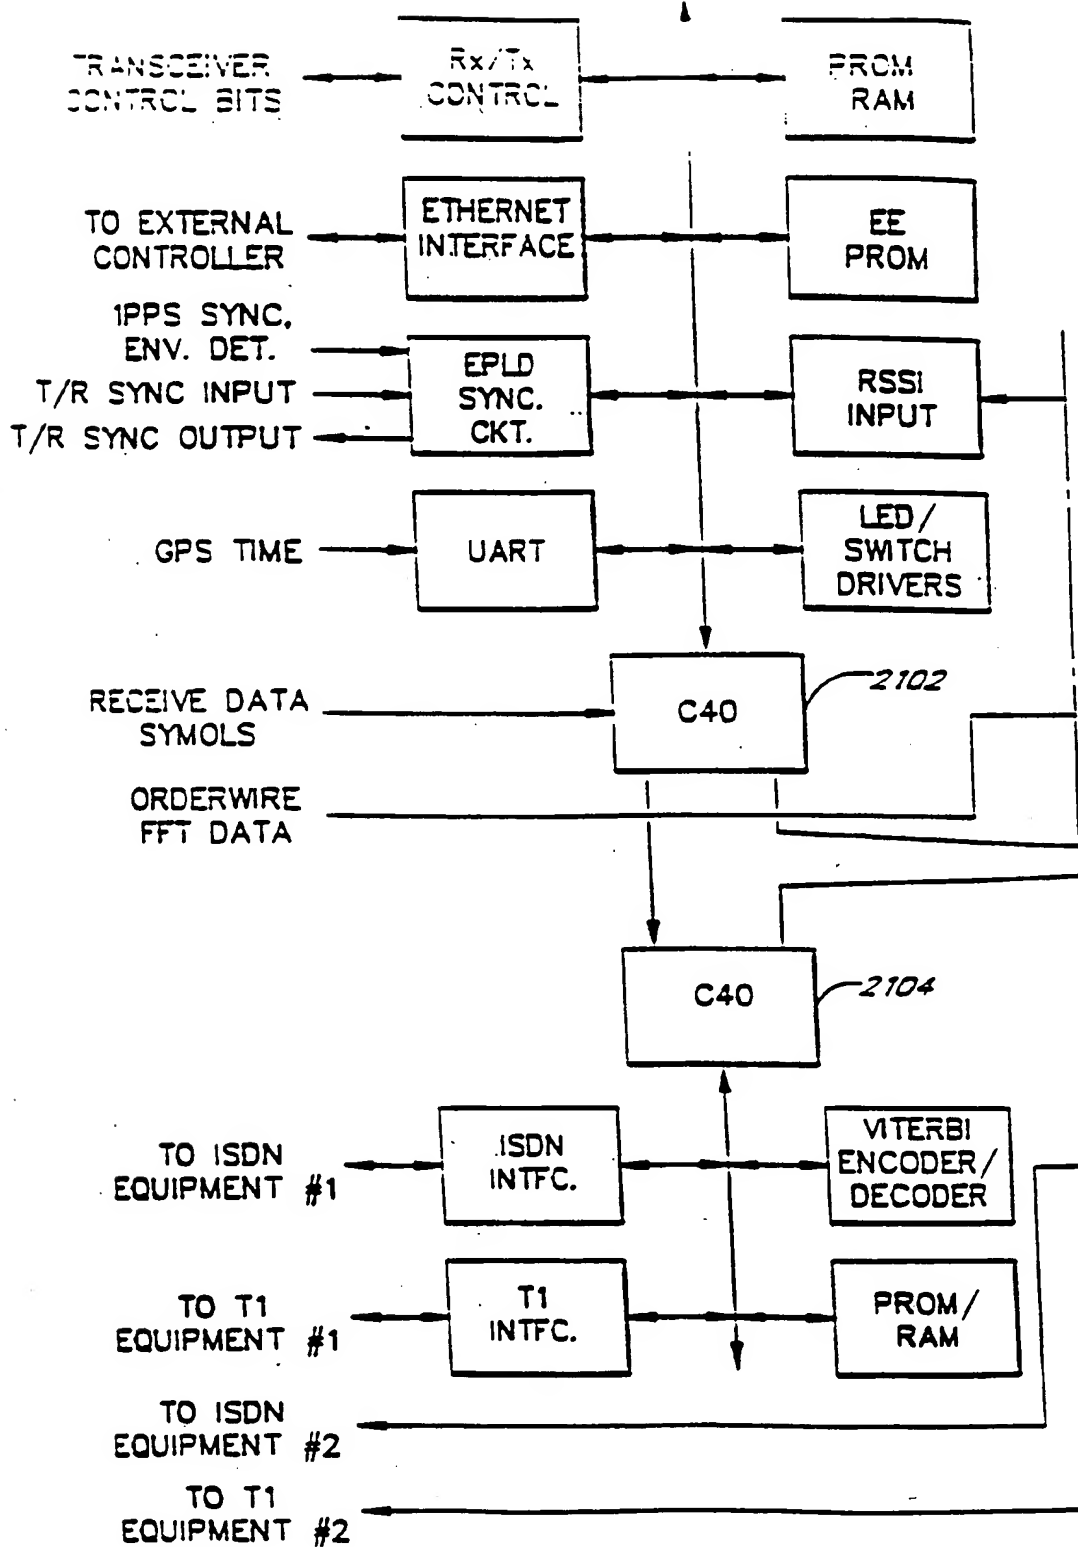 TRANSCEIVER
CONTROL BITS
Rx/Tx
CONTROL
PROM
RAM
TO EXTERNAL
CONTROLLER
ETHERNET
INTERFACE
EE
PROM
1PPS SYNC,
ENV. DET.
T/R SYNC INPUT
T/R SYNC OUTPUT
EPLD
SYNC.
CKT.
RSSI
INPUT
GPS TIME
UART
LED/
SWITCH
DRIVERS
RECEIVE DATA
SYMOLS
C40
2102
ORDERWIRE
FFT DATA
C40
2104
TO ISDN
EQUIPMENT #1
ISDN
INTFC.
VITERBI
ENCODER/
DECODER
TO T1
EQUIPMENT #1
T1
INTFC.
PROM/
RAM
TO ISDN
EQUIPMENT #2
TO T1
EQUIPMENT #2